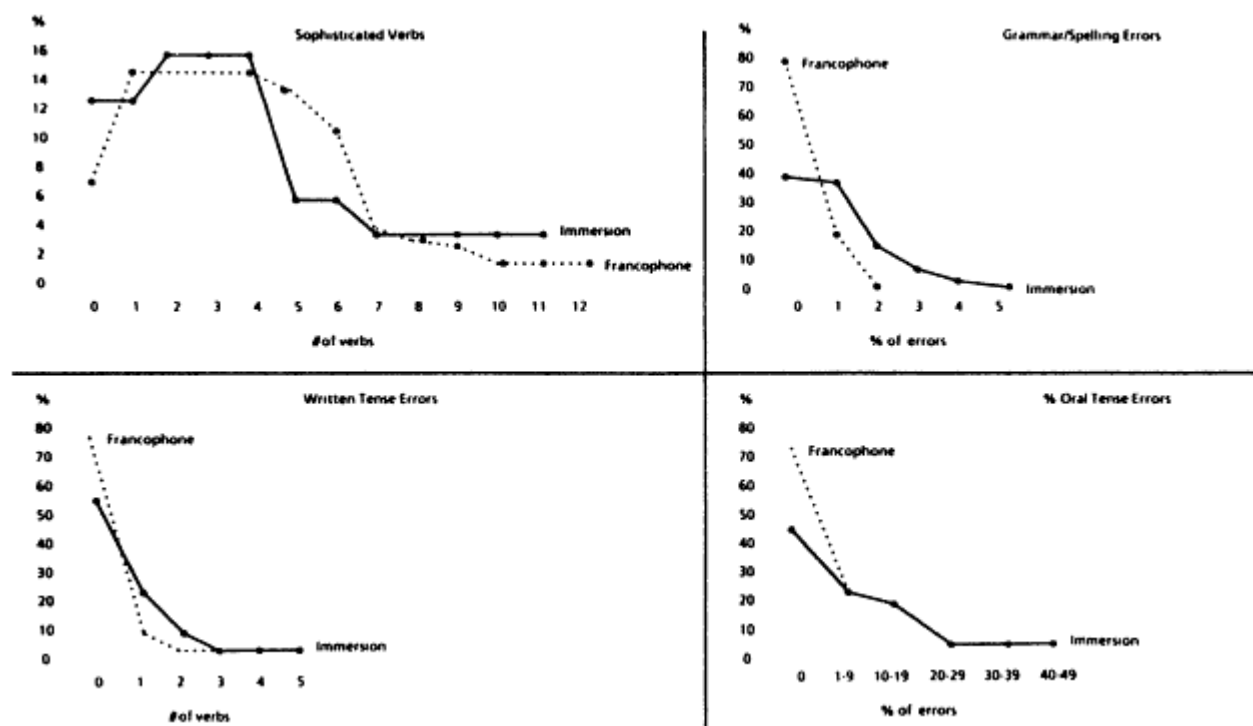 %
Sophisticated Verbs
16
14
12
10
8
6
4
2
0
Immersion
Francophone
0 1 2 3 4 5 6 7 8 9 10 11 12
#of verbs
%
Grammar/Spelling Errors
80
70
60
50
40
30
20
10
0
Francophone
Immersion
0 1 2 3 4 5
% of errors
%
Written Tense Errors
80
70
60
50
40
30
20
10
0
Francophone
Immersion
0 1 2 3 4 5
#of verbs
%
% Oral Tense Errors
80
70
60
50
40
30
20
10
0
Francophone
Immersion
0 1-9 10-19 20-29 30-39 40-49
% of errors